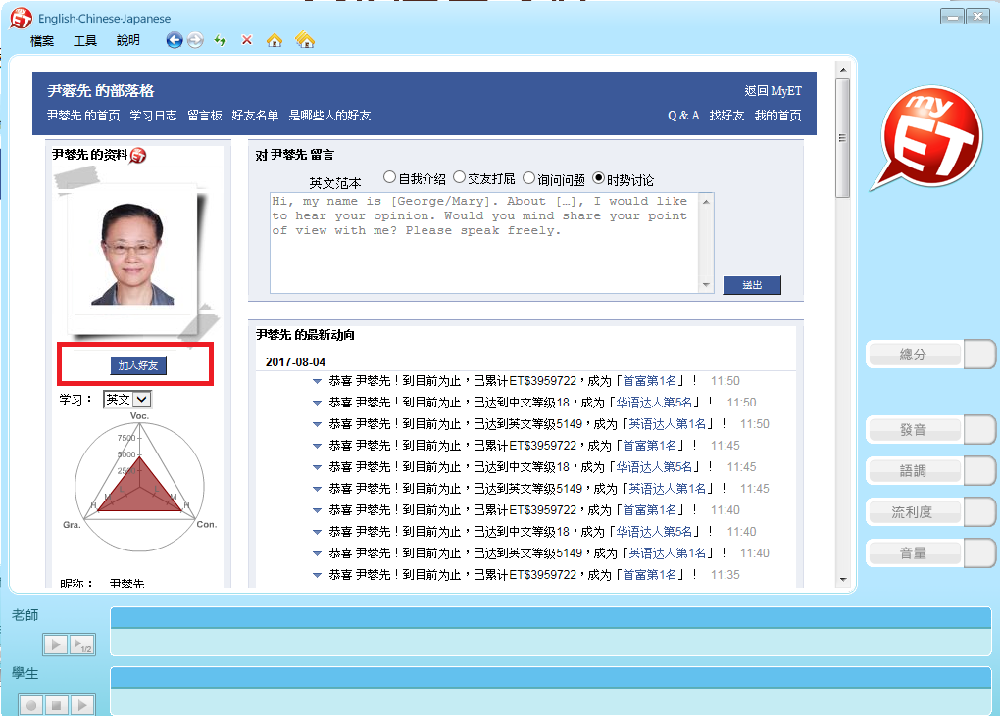 my ET English‧Chinese‧Japanese
檔案 工具 說明
尹蓉先 的部落格
返回 MyET
尹蓉先 的首页 学习日志 留言板 好友名单 是哪些人的好友
Q & A 找好友 我的首页
尹蓉先 的资料
加入好友
学习： 英文
Voc.
7500
5000
2500
H H H M
Gra. Con.
昵称： 尹蓉先
对 尹蓉先 留言
英文范本 自我介绍 交友打屁 询问问题 时势讨论
Hi, my name is [George/Mary]. About […], I would like
to hear your opinion. Would you mind share your point
of view with me? Please speak freely.
送出
尹蓉先 的最新动向
2017-08-04
恭喜 尹蓉先！到目前为止，已累计ET$3959722，成为「首富第1名」！ 11:50
恭喜 尹蓉先！到目前为止，已达到中文等级18，成为「华语达人第5名」！ 11:50
恭喜 尹蓉先！到目前为止，已达到英文等级5149，成为「英语达人第1名」！ 11:50
恭喜 尹蓉先！到目前为止，已累计ET$3959722，成为「首富第1名」！ 11:45
恭喜 尹蓉先！到目前为止，已达到中文等级18，成为「华语达人第5名」！ 11:45
恭喜 尹蓉先！到目前为止，已达到英文等级5149，成为「英语达人第1名」！ 11:45
恭喜 尹蓉先！到目前为止，已累计ET$3959722，成为「首富第1名」！ 11:40
恭喜 尹蓉先！到目前为止，已达到中文等级18，成为「华语达人第5名」！ 11:40
恭喜 尹蓉先！到目前为止，已达到英文等级5149，成为「英语达人第1名」！ 11:40
恭喜 尹蓉先！到目前为止，已累计ET$3959722，成为「首富第1名」！ 11:35
my
ET
總分
發音
語調
流利度
音量
老師
1/2
學生